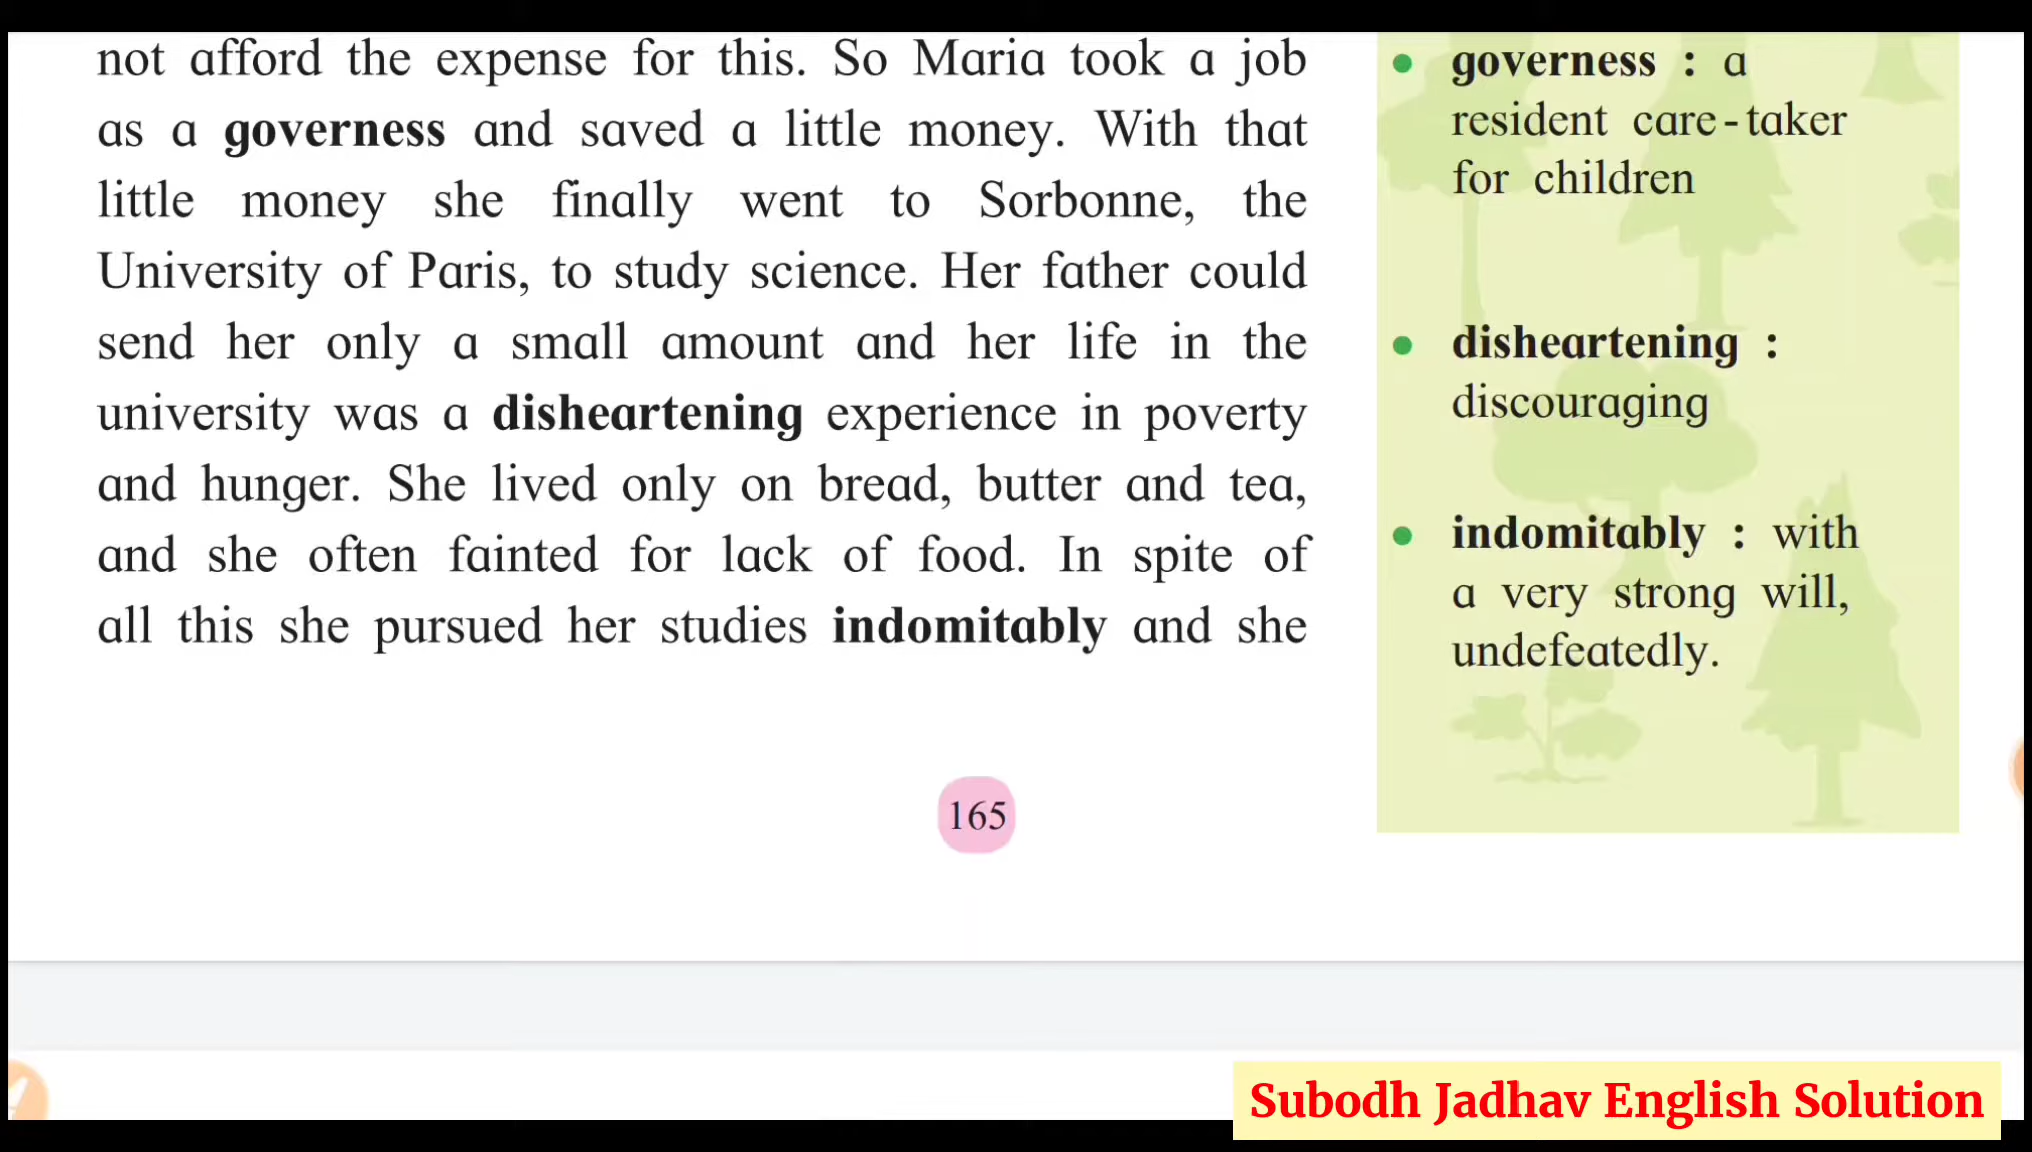 not afford the expense for this. So Maria took a job
as a governess and saved a little money. With that
little money she finally went to Sorbonne, the
University of Paris, to study science. Her father could
send her only a small amount and her life in the
university was a disheartening experience in poverty
and hunger. She lived only on bread, butter and tea,
and she often fainted for lack of food. In spite of
all this she pursued her studies indomitably and she
governess : a
resident care-taker
for children
disheartening :
discouraging
indomitably : with
a very strong will,
undefeatedly.
165
Subodh Jadhav English Solution